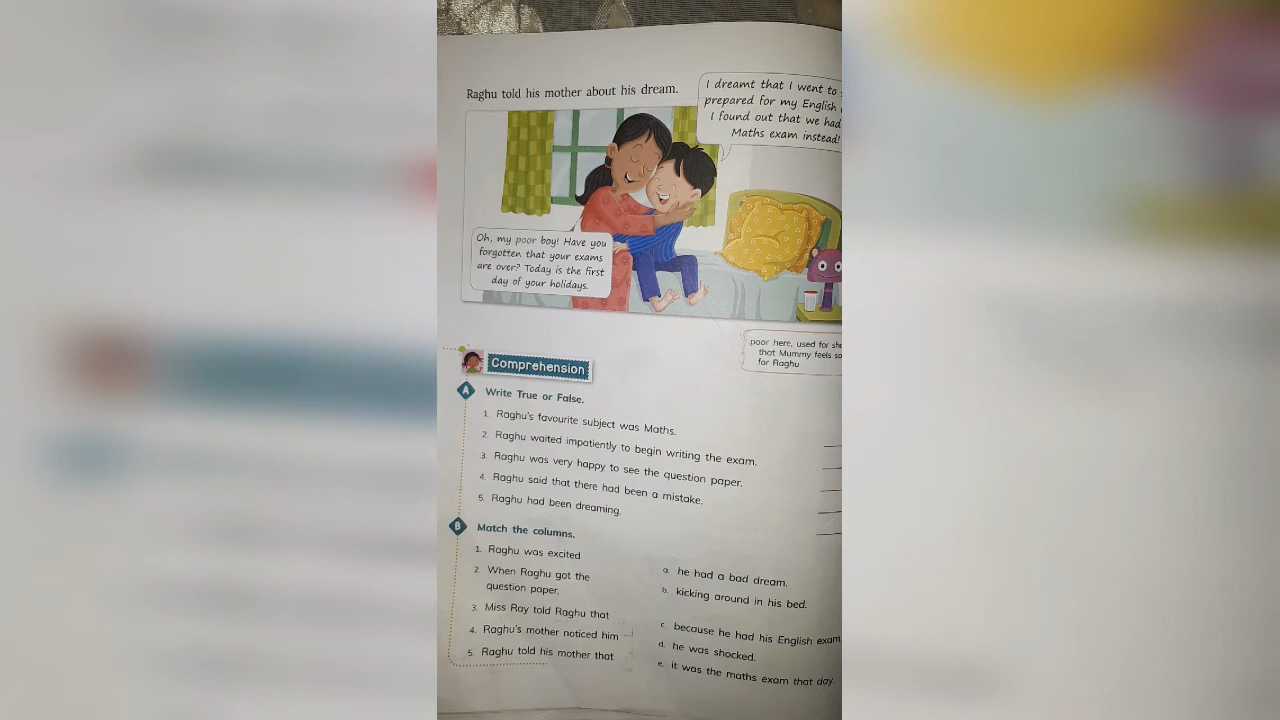 Raghu told his mother about his dream.
I dreamt that I went to
prepared for my English
I found out that we had
Maths exam instead!
Oh, my poor boy! Have you
forgotten that your exams
are over? Today is the first
day of your holidays.
poor here, used for
that Mummy feels
for Raghu
Comprehension
A Write True or False.
1. Raghu's favourite subject was Maths.
2. Raghu waited impatiently to begin writing the exam.
3. Raghu was very happy to see the question paper.
4. Raghu said that there had been a mistake.
5. Raghu had been dreaming.
B Match the columns.
1. Raghu was excited
2. When Raghu got the
question paper,
3. Miss Ray told Raghu that
4. Raghu's mother noticed him
5. Raghu told his mother that
a. he had a bad dream.
b. kicking around in his bed.
c. because he had his English exam
d. he was shocked.
e. it was the maths exam that day.